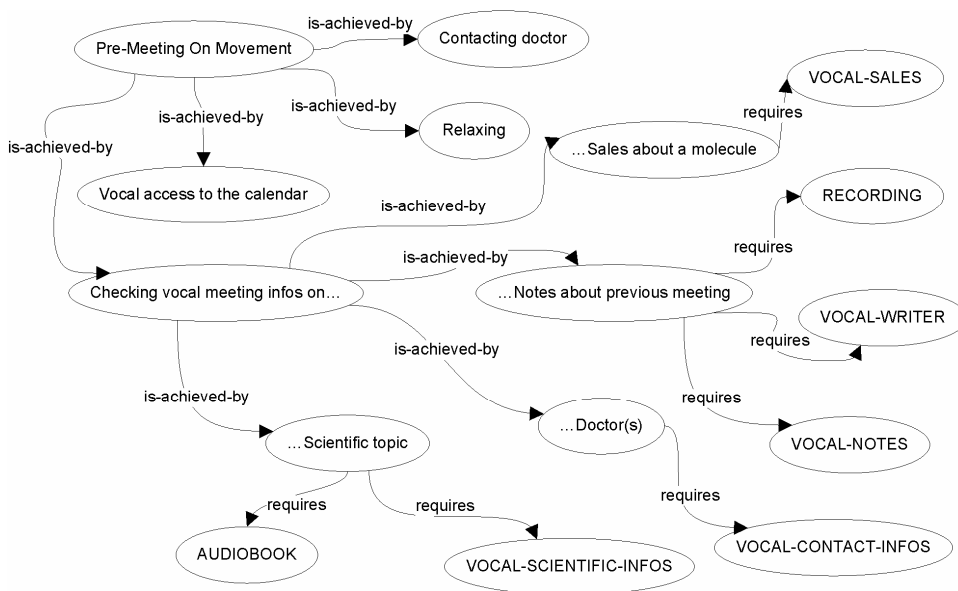 is-achieved-by
Pre-Meeting On Movement
Contacting doctor
VOCAL-SALES
is-achieved-by
is-achieved-by
is-achieved-by
requires
Relaxing
…Sales about a molecule
Vocal access to the calendar
RECORDING
is-achieved-by
requires
is-achieved-by
Checking vocal meeting infos on…
…Notes about previous meeting
VOCAL-WRITER
requires
is-achieved-by
is-achieved-by
requires
…Doctor(s)
…Scientific topic
VOCAL-NOTES
requires
requires
requires
AUDIOBOOK
VOCAL-CONTACT-INFOS
VOCAL-SCIENTIFIC-INFOS